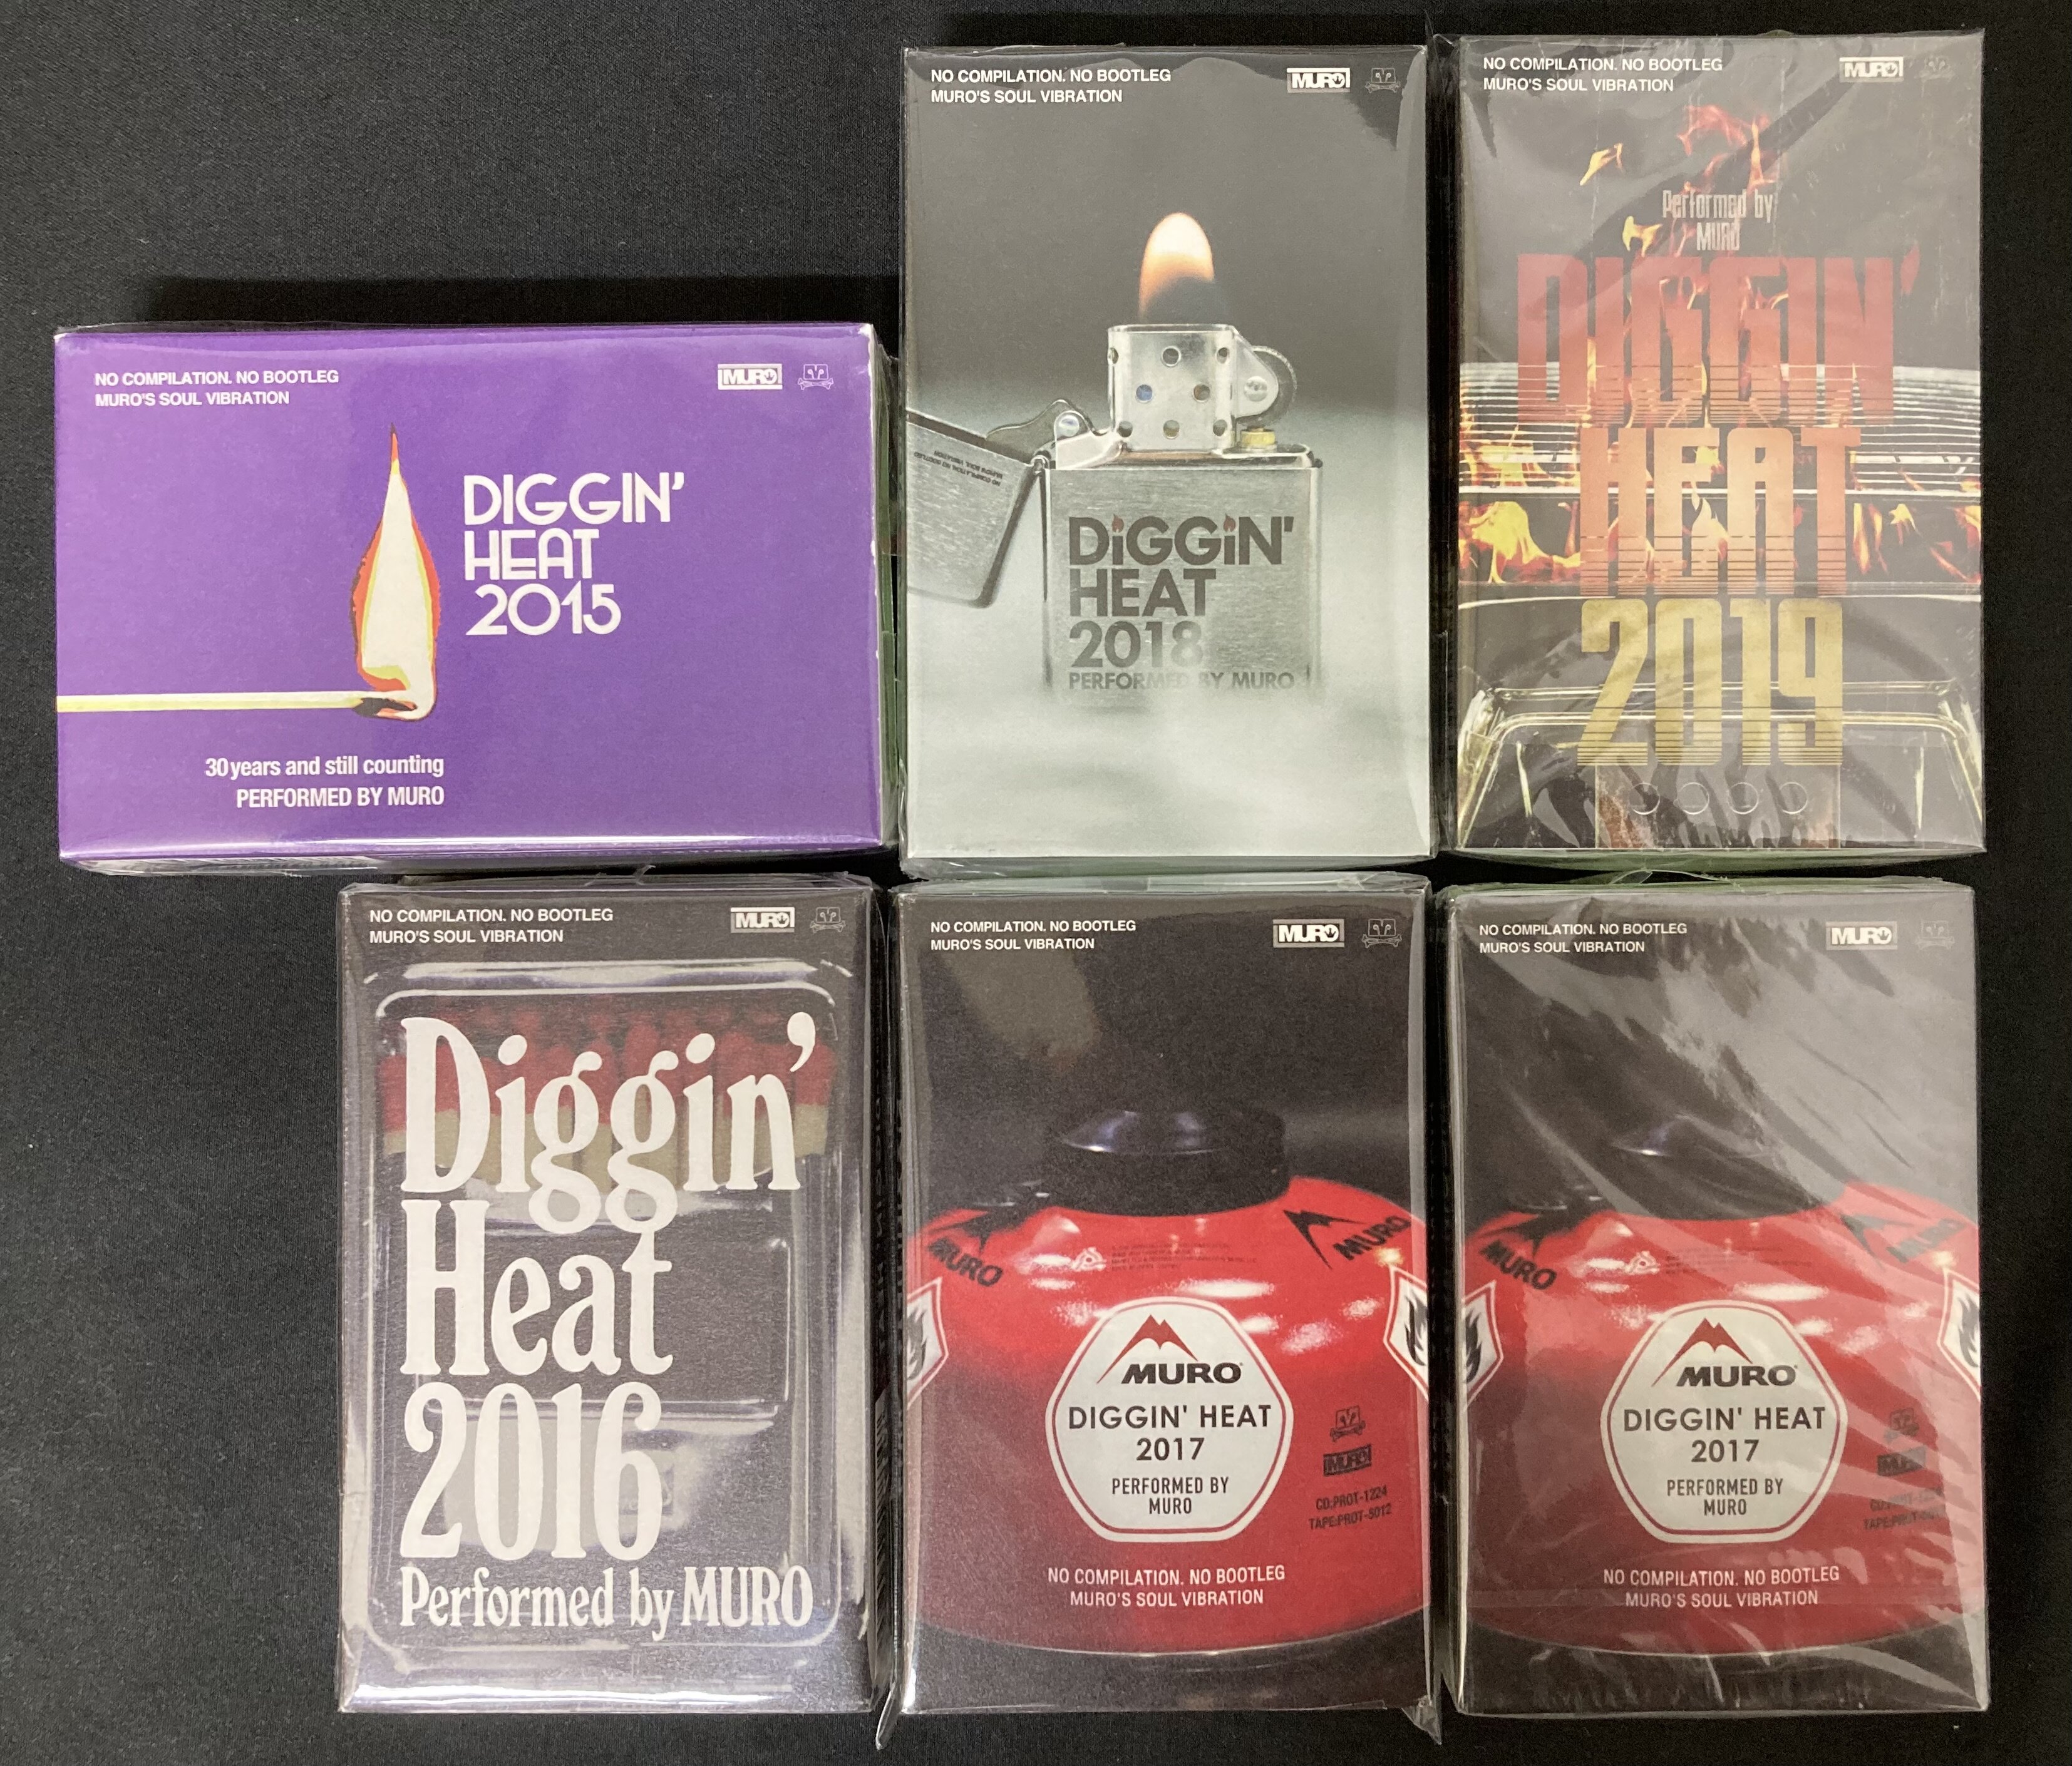 NO COMPILATION. NO BOOTLEG
MURO'S SOUL VIBRATION
MURO
DIGGIN'
HEAT
2015
30years and still counting
PERFORMED BY MURO
NO COMPILATION. NO BOOTLEG
MURO'S SOUL VIBRATION
MURO
DiGGiN'
HEAT
2018
PERFORMED BY MURO
NO COMPILATION. NO BOOTLEG
MURO'S SOUL VIBRATION
MURO
Performed by
MURO
DIGGIN'
HEAT
2019
NO COMPILATION. NO BOOTLEG
MURO'S SOUL VIBRATION
MURO
Diggin'
Heat
2016
Performed by MURO
NO COMPILATION. NO BOOTLEG
MURO'S SOUL VIBRATION
MURO
MURO
MURO
MURO
DIGGIN' HEAT
2017
PERFORMED BY
MURO
MURO
CD:PROT-1224
TAPE:PROT-5012
NO COMPILATION. NO BOOTLEG
MURO'S SOUL VIBRATION
NO COMPILATION. NO BOOTLEG
MURO'S SOUL VIBRATION
MURO
MURO
MURO
MURO
DIGGIN' HEAT
2017
PERFORMED BY
MURO
NO COMPILATION. NO BOOTLEG
MURO'S SOUL VIBRATION